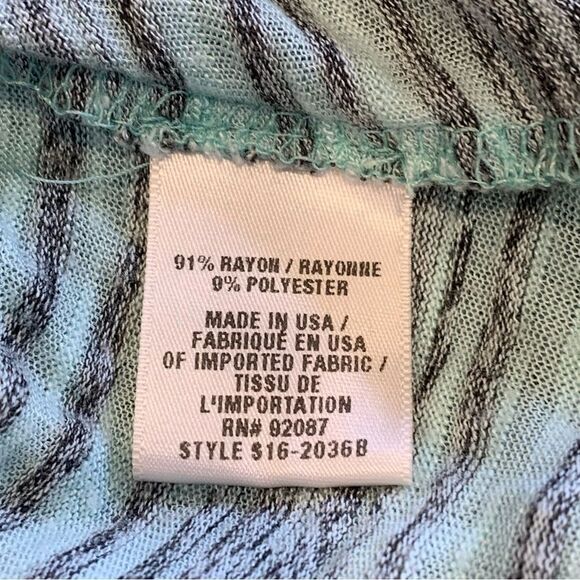 91% RAYON / RAYONNE
9% POLYESTER
MADE IN USA /
FABRIQUÉ EN USA
OF IMPORTED FABRIC /
TISSU DE
L'IMPORTATION
RN# 92087
STYLE S16-2036B